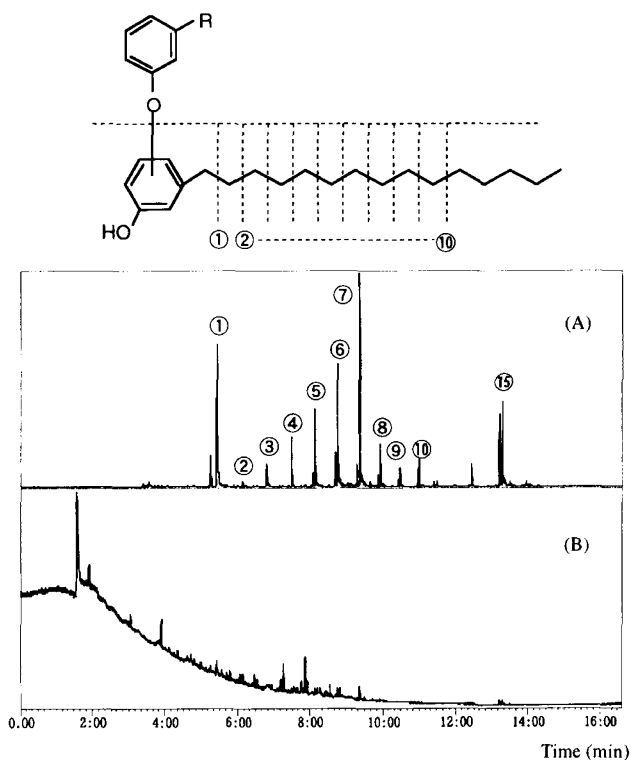 R
O
HO
① ② ⑩
⑦
① (A)
⑥
⑤ ⑮
④ ⑧
③ ⑨ ⑩
②
(B)
0.00 2:00 4:00 6:00 8:00 10:00 12:00 14:00 16:00
Time (min)